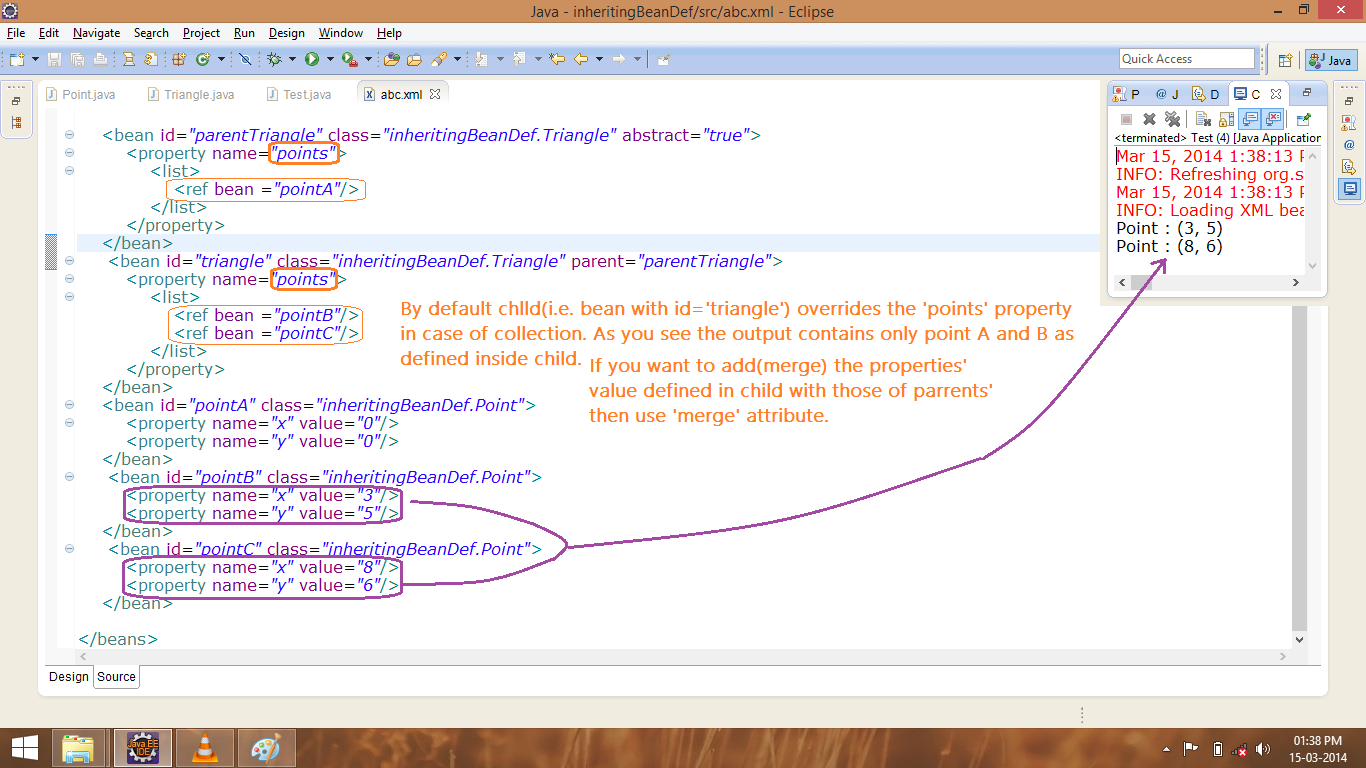 Java - inheritingBeanDef/src/abc.xml - Eclipse
File Edit Navigate Search Project Run Design Window Help
Quick Access
Java
Point.java Triangle.java Test.java abc.xml
P @ J D C
<terminated> Test (4) [Java Application
Mar 15, 2014 1:38:13 P
INFO: Refreshing org.s
Mar 15, 2014 1:38:13 P
INFO: Loading XML bea
Point : (3, 5)
Point : (8, 6)
<bean id="parentTriangle" class="inheritingBeanDef.Triangle" abstract="true">
<property name="points">
<list>
<ref bean ="pointA"/>
</list>
</property>
</bean>
<bean id="triangle" class="inheritingBeanDef.Triangle" parent="parentTriangle">
<property name="points">
<list>
<ref bean ="pointB"/>
<ref bean ="pointC"/>
</list>
</property>
</bean>
By default chlld(i.e. bean with id='triangle') overrides the 'points' property
in case of collection. As you see the output contains only point A and B as
defined inside child.
If you want to add(merge) the properties'
value defined in child with those of parrents'
then use 'merge' attribute.
<bean id="pointA" class="inheritingBeanDef.Point">
<property name="x" value="0"/>
<property name="y" value="0"/>
</bean>
<bean id="pointB" class="inheritingBeanDef.Point">
<property name="x" value="3"/>
<property name="y" value="5"/>
</bean>
<bean id="pointC" class="inheritingBeanDef.Point">
<property name="x" value="8"/>
<property name="y" value="6"/>
</bean>
</beans>
Design Source
Java EE
IDE
01:38 PM
15-03-2014